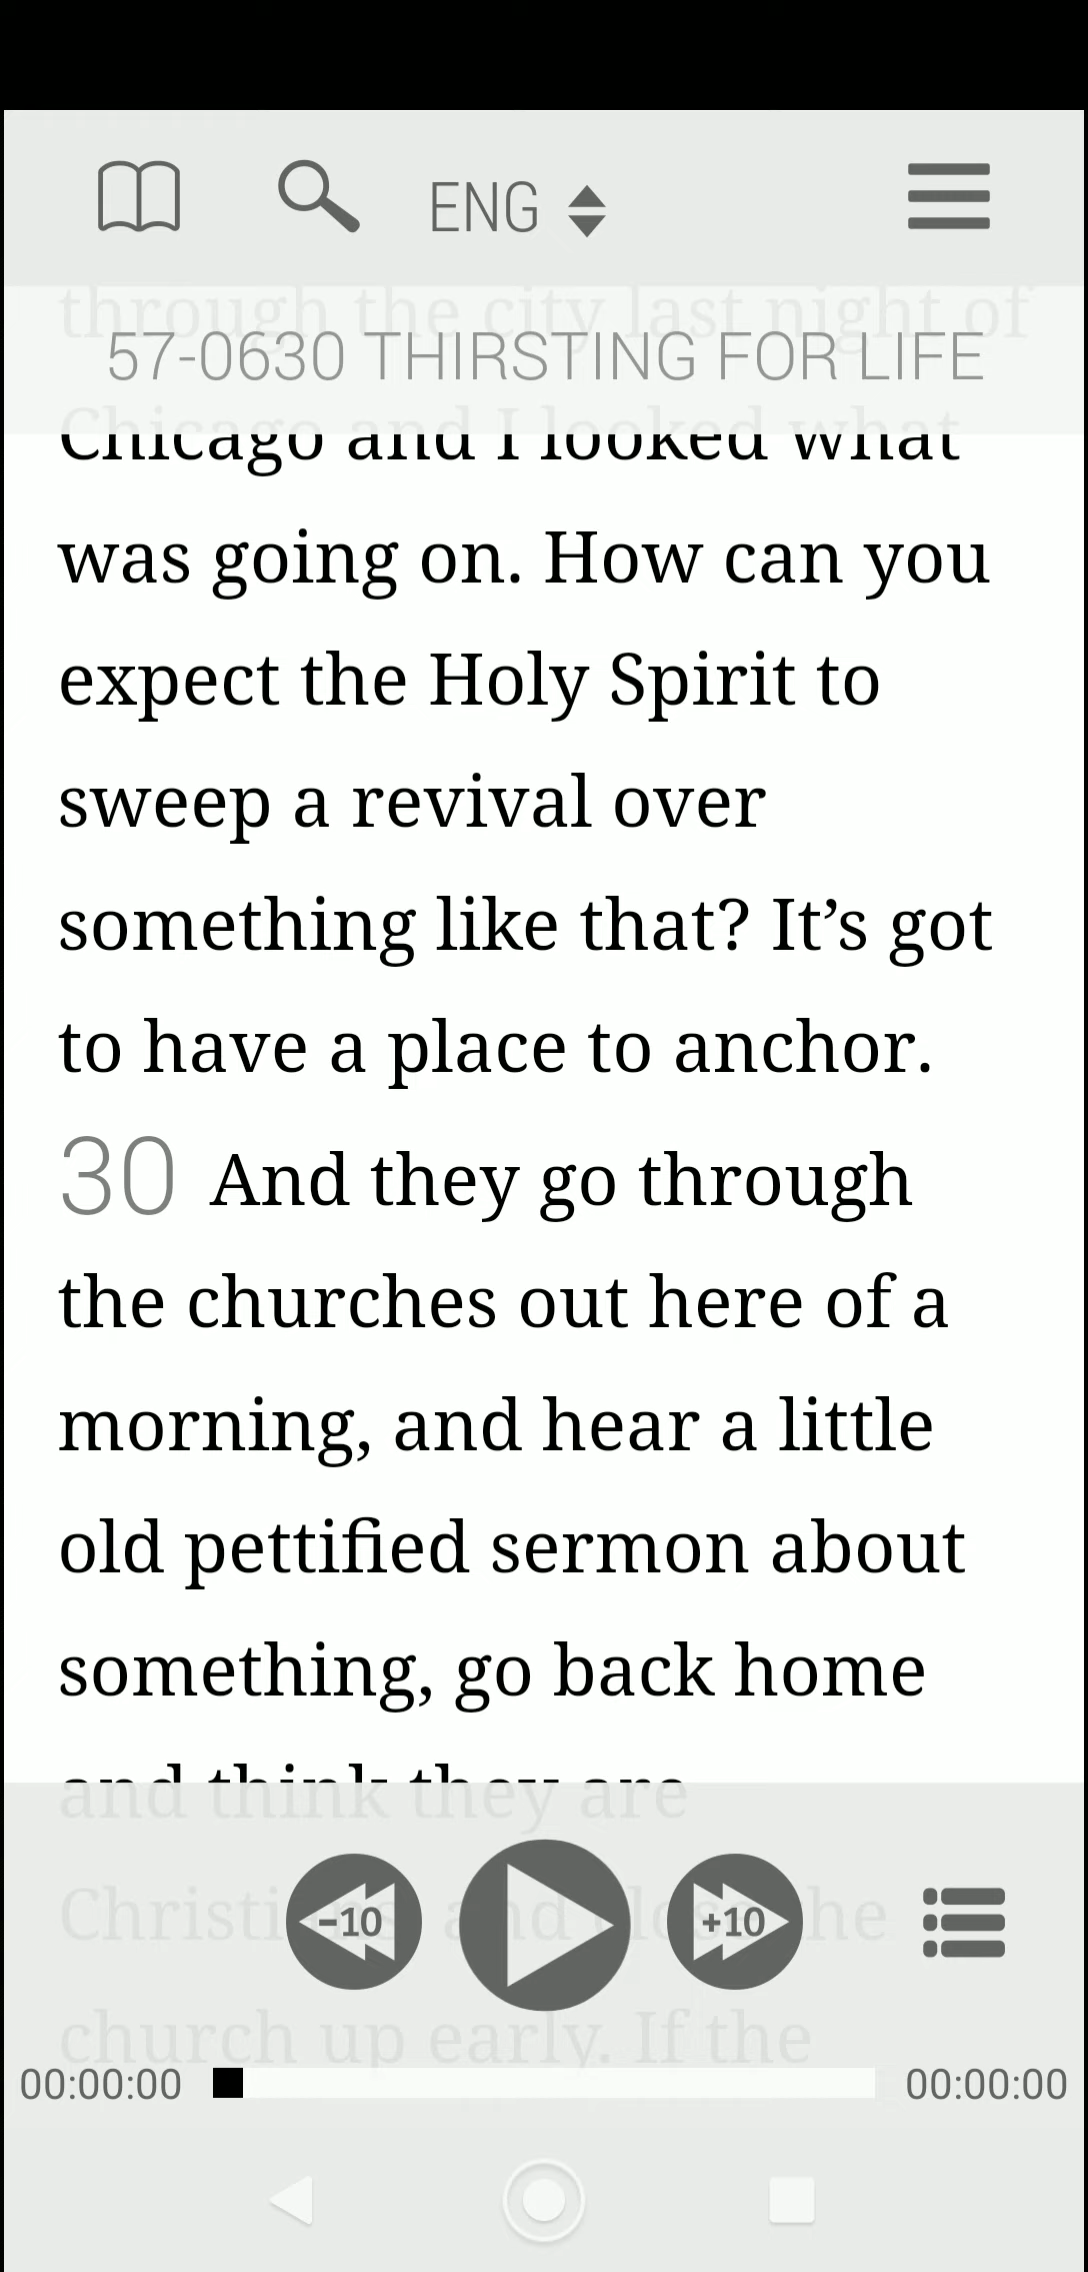 ENG
through the city last night of
57-0630 THIRSTING FOR LIFE
Chicago and I looked what
was going on. How can you
expect the Holy Spirit to
sweep a revival over
something like that? It’s got
to have a place to anchor.
30 And they go through
the churches out here of a
morning, and hear a little
old pettified sermon about
something, go back home
and think they are
-10
+10
church up early. If the
00:00:00 00:00:00